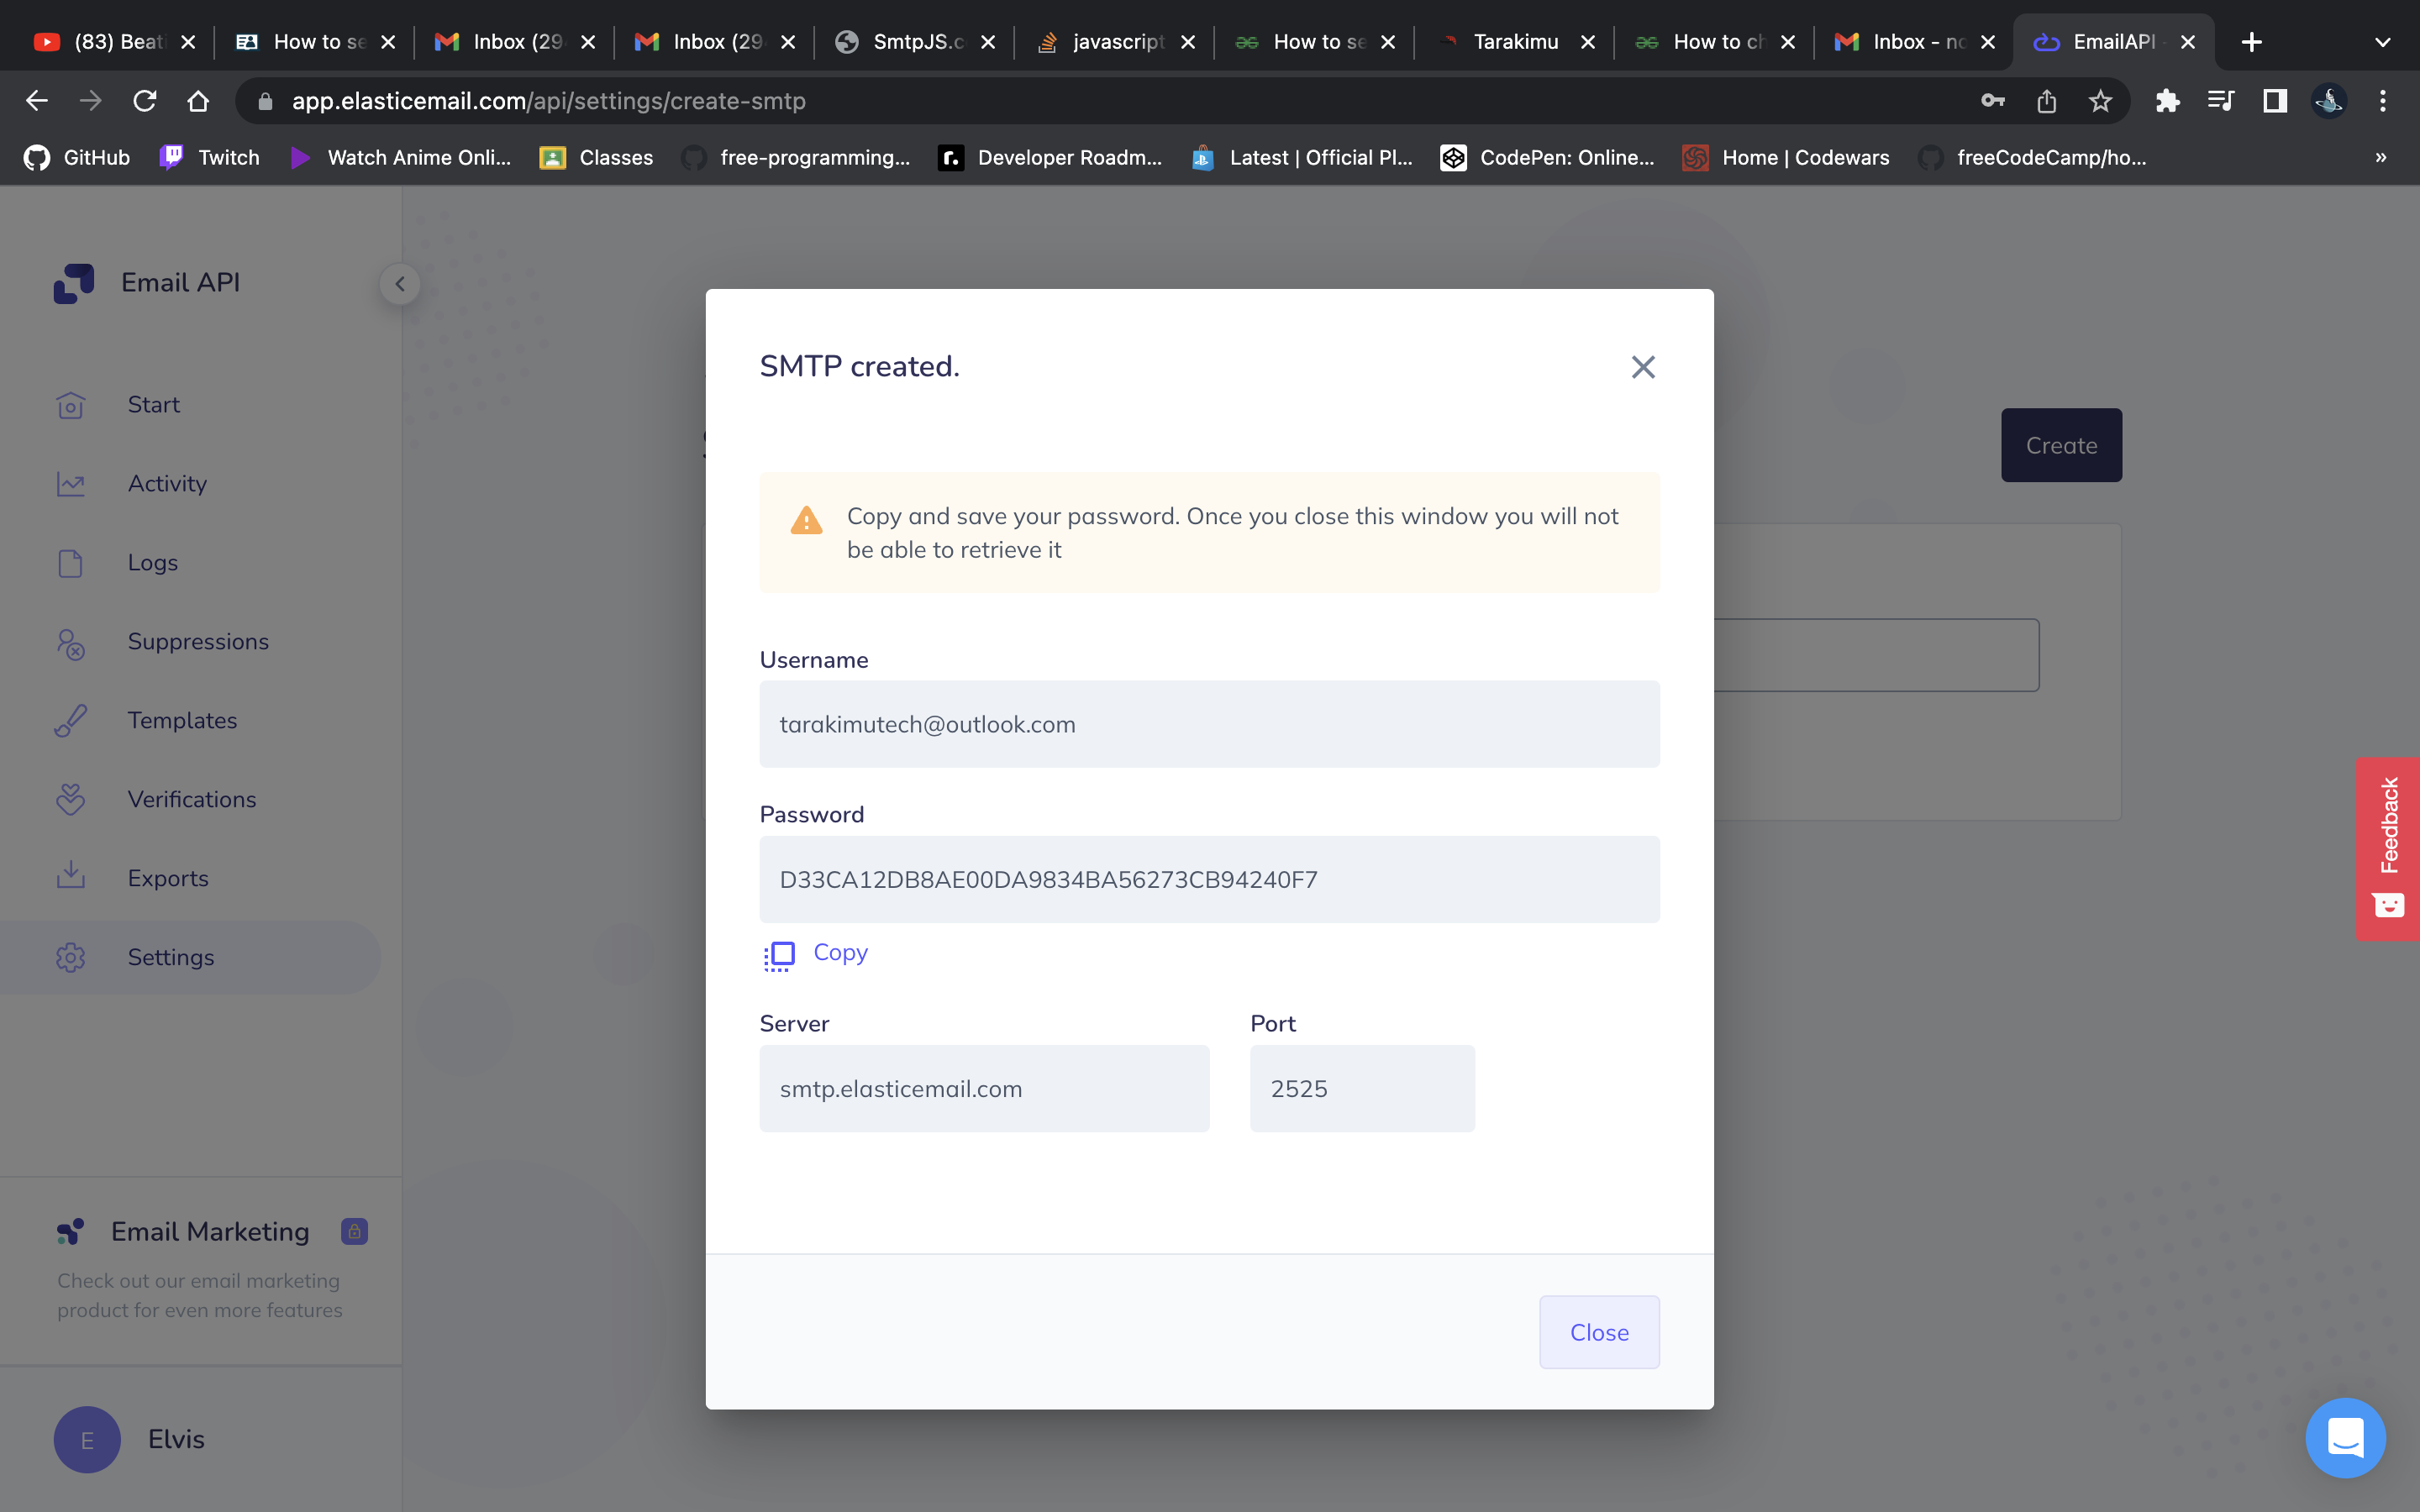 (83) Beat
How to se
Inbox (29
Inbox (29
SmtpJS.c
javascript
How to se
Tarakimu
How to ch
Inbox - no
EmailAPI -
app.elasticemail.com/api/settings/create-smtp
GitHub
Twitch
Watch Anime Onli...
Classes
free-programming...
Developer Roadm...
Latest | Official Pl...
CodePen: Online...
Home | Codewars
freeCodeCamp/ho...
»
Email API
Start
Activity
Logs
Suppressions
Templates
Verifications
Exports
Settings
Email Marketing
Check out our email marketing
product for even more features
E
Elvis
SMTP created.
Copy and save your password. Once you close this window you will not
be able to retrieve it
Username
tarakimutech@outlook.com
Password
D33CA12DB8AE00DA9834BA56273CB94240F7
Copy
Server
Port
smtp.elasticemail.com
2525
Close
Create
Feedback